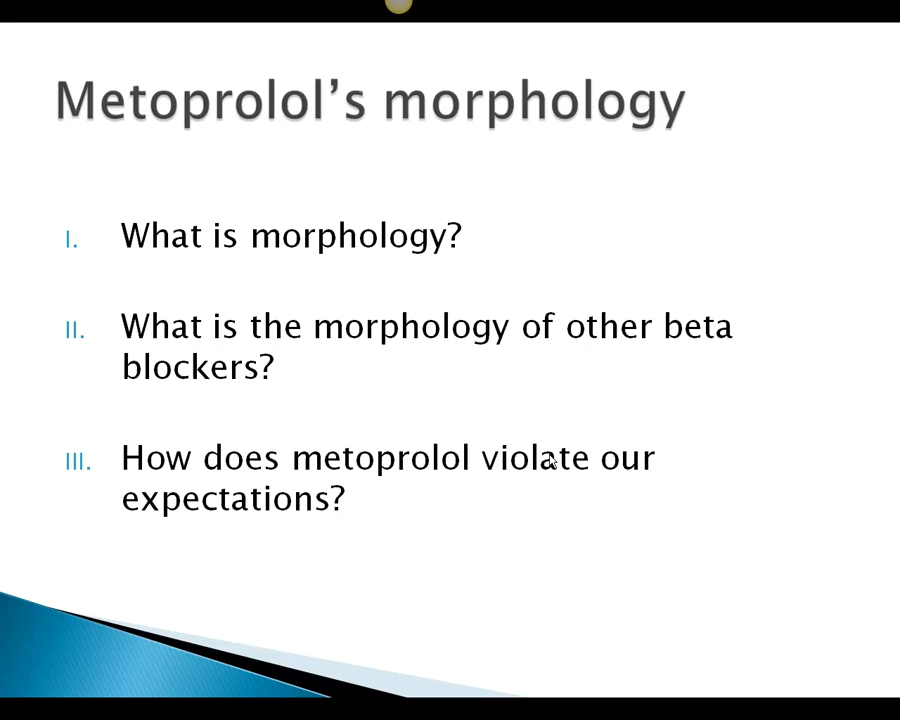 Metoprolol's morphology
I. What is morphology?
II. What is the morphology of other beta
blockers?
III. How does metoprolol violate our
expectations?